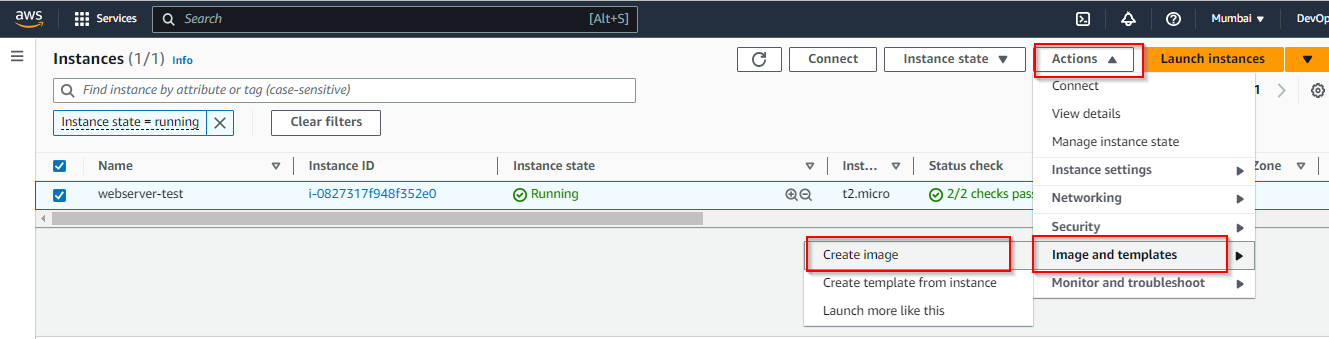 aws Services Search [Alt+S] Mumbai DevOp
Instances (1/1) Info Connect Instance state Actions Launch instances
Find instance by attribute or tag (case-sensitive) Connect 1
Instance state = running Clear filters View details
Manage instance state
Name Instance ID Instance state Inst... Status check Instance settings Zone
webserver-test i-0827317f948f352e0 Running t2.micro 2/2 checks pass Networking
Security
Create image Image and templates
Create template from instance Monitor and troubleshoot
Launch more like this